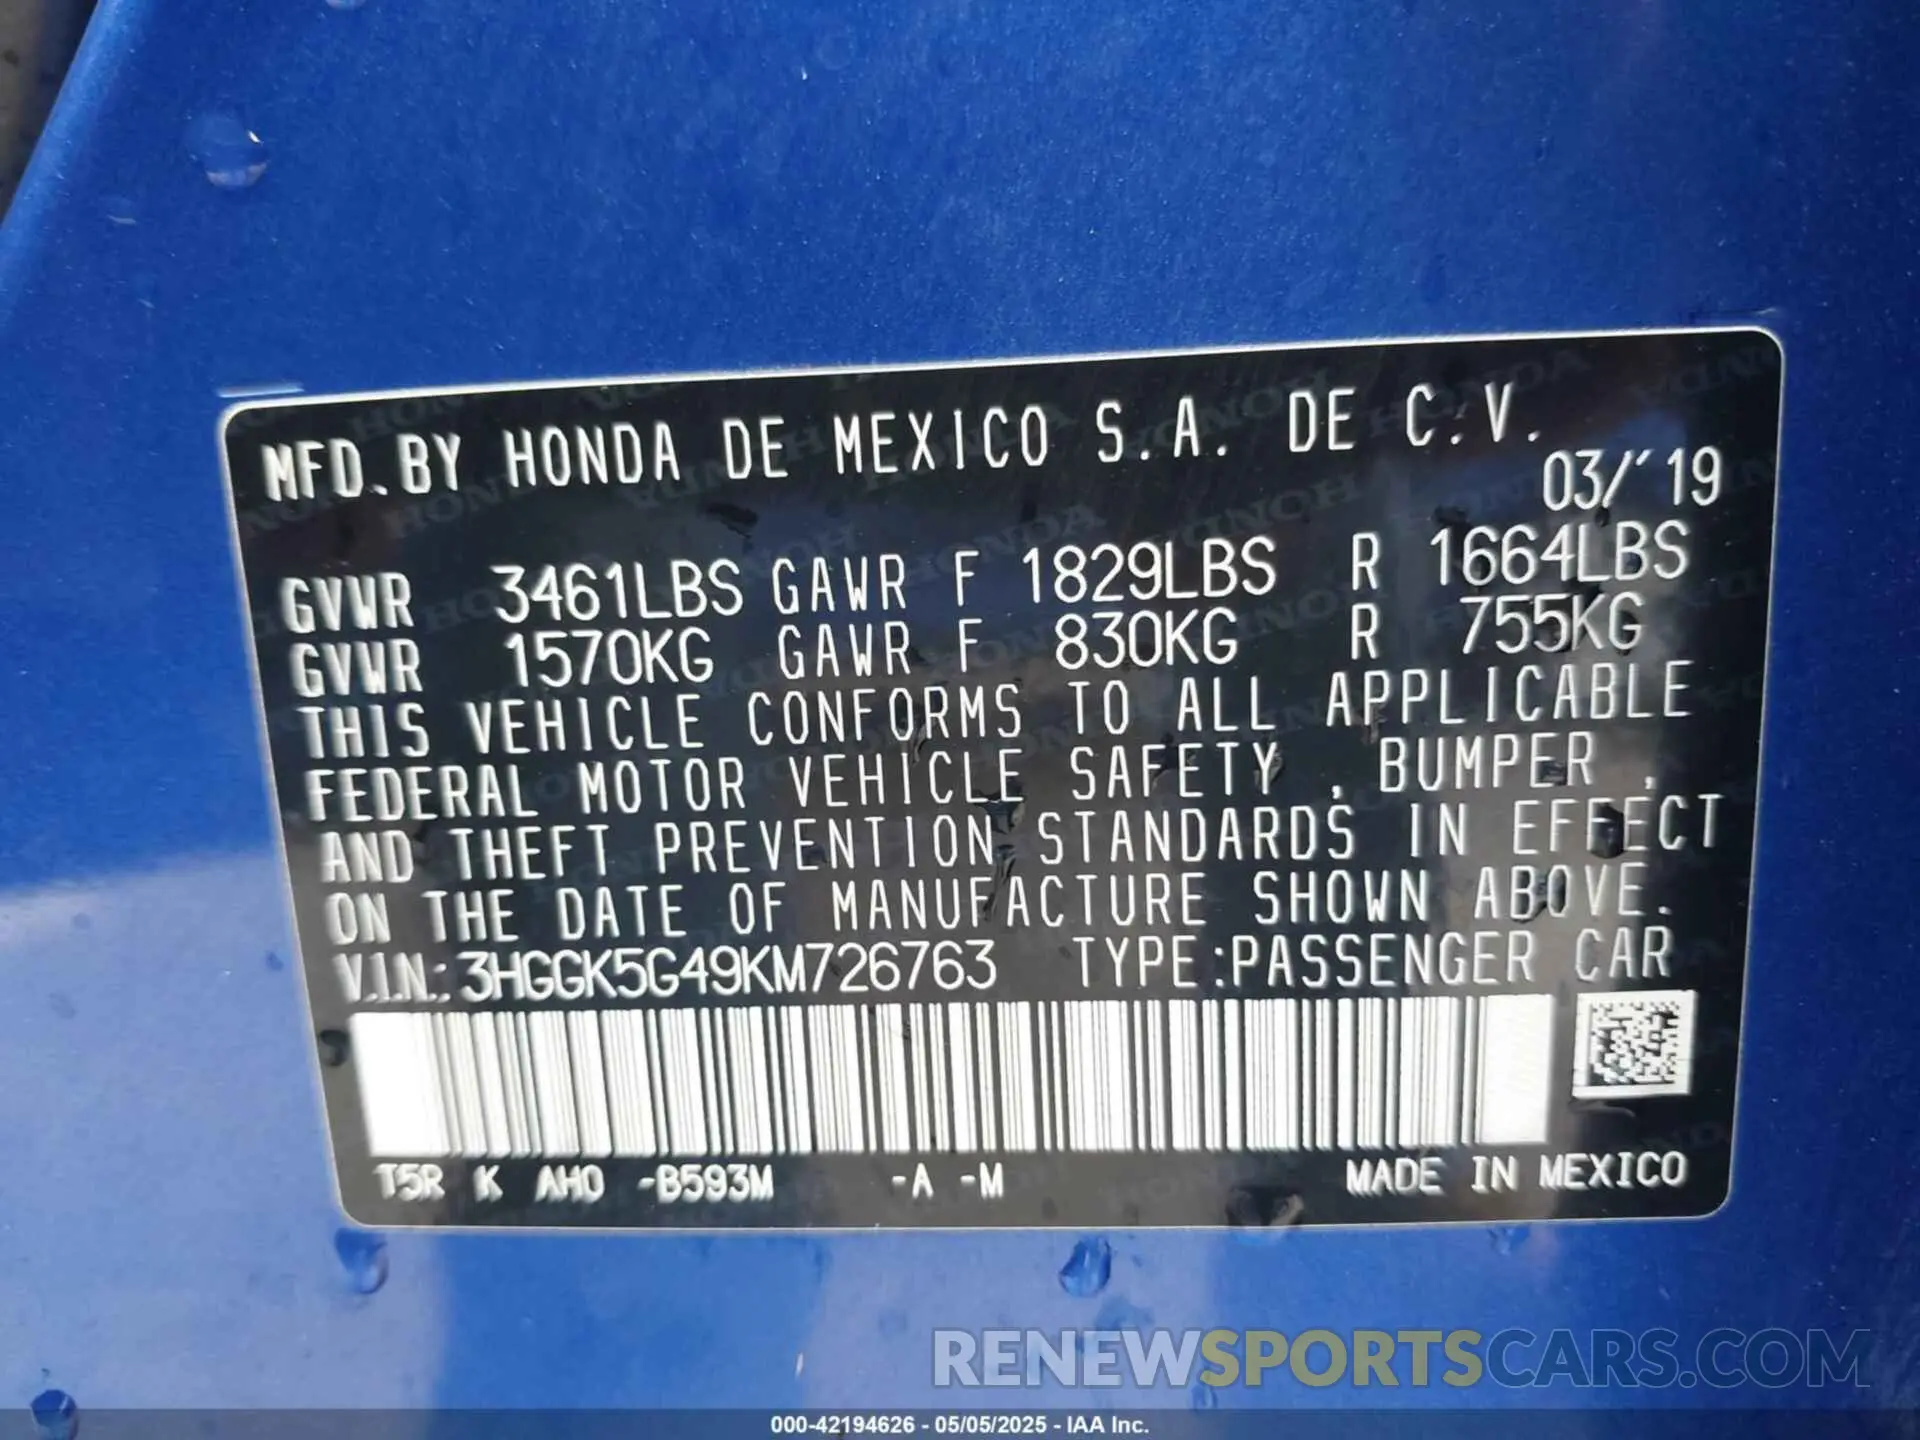 MFD. BY HONDA DE MEXICO S.A. DE C.V.
03/'19
GVWR 3461LBS GAWR F 1829LBS R 1664LBS
GVWR 1570KG GAWR F 830KG R 755KG
THIS VEHICLE CONFORMS TO ALL APPLICABLE
FEDERAL MOTOR VEHICLE SAFETY , BUMPER ,
AND THEFT PREVENTION STANDARDS IN EFFECT
ON THE DATE OF MANUFACTURE SHOWN ABOVE.
V.I.N.: 3HGGK5G49KM726763 TYPE:PASSENGER CAR
T5R K AHO -B593M -A -M MADE IN MEXICO
RENEWSPORTSCARS.COM
000-42194626 - 05/05/2025 - IAA Inc.